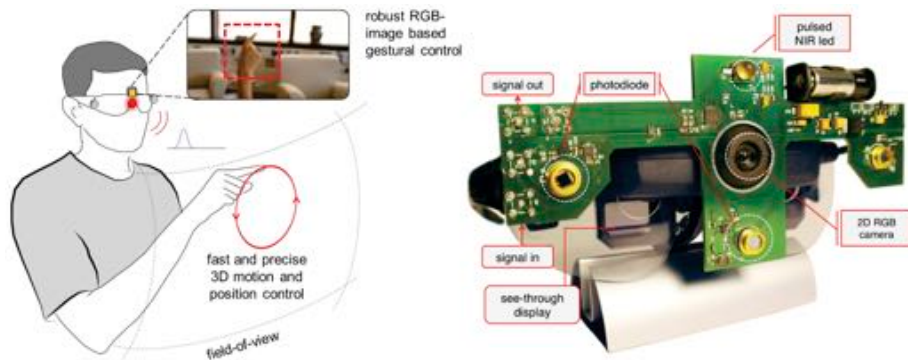 robust RGB-
image based
gestural control
fast and precise
3D motion and
position control
field-of-view
pulsed
NIR led
signal out
photodiode
signal in
see-through
display
2D RGB
camera